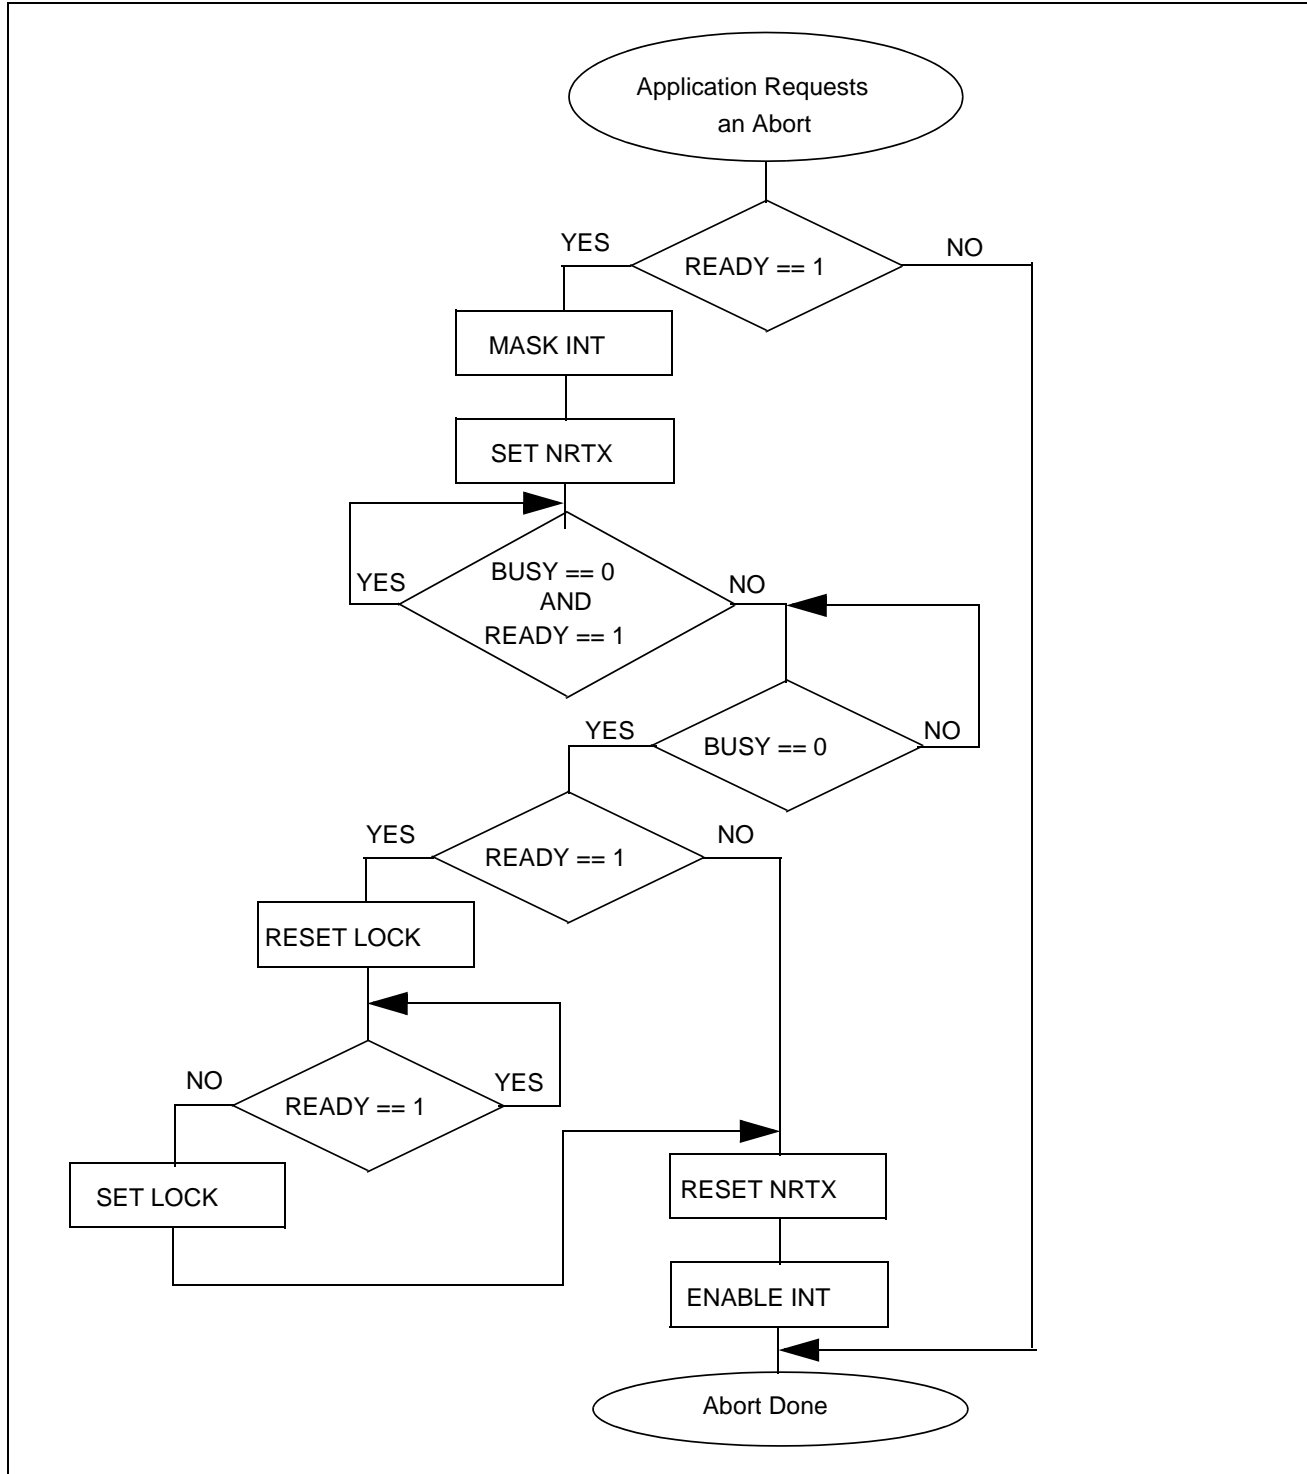 Application Requests
an Abort
YES
NO
READY == 1
MASK INT
SET NRTX
YES
BUSY == 0
AND
READY == 1
NO
YES
BUSY == 0
NO
YES
READY == 1
NO
RESET LOCK
NO
READY == 1
YES
SET LOCK
RESET NRTX
ENABLE INT
Abort Done